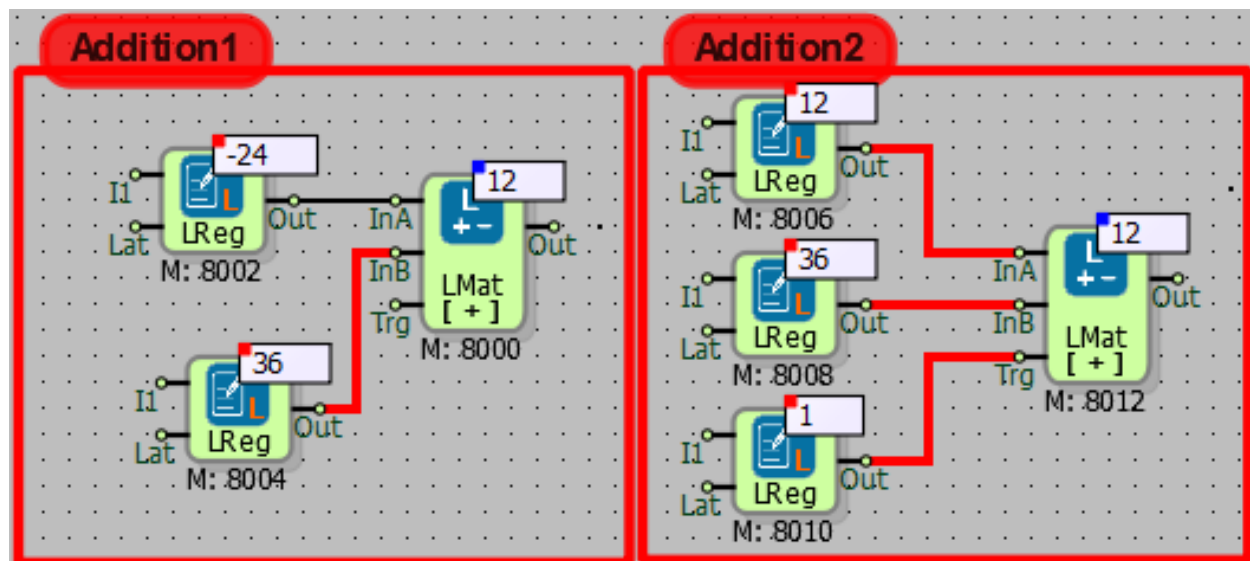 Addition1
-24
I1
L
Lat
Out
LReg
M: 8002
12
L
InA
Out
InB
LMat
Trg
[ + ]
M: 8000
36
I1
L
Lat
Out
LReg
M: 8004
Addition2
12
I1
L
Out
Lat
LReg
M: 8006
36
I1
L
Out
Lat
LReg
M: 8008
1
I1
L
Out
Lat
LReg
M: 8010
12
L
InA
Out
InB
LMat
Trg
[ + ]
M: 8012